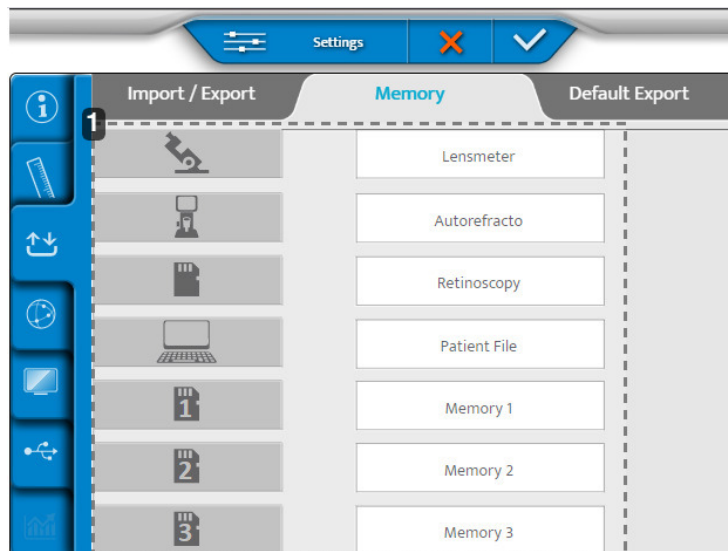 Settings
Import / Export
Memory
Default Export
1
Lensmeter
Autorefracto
Retinoscopy
Patient File
1
Memory 1
2
Memory 2
3
Memory 3